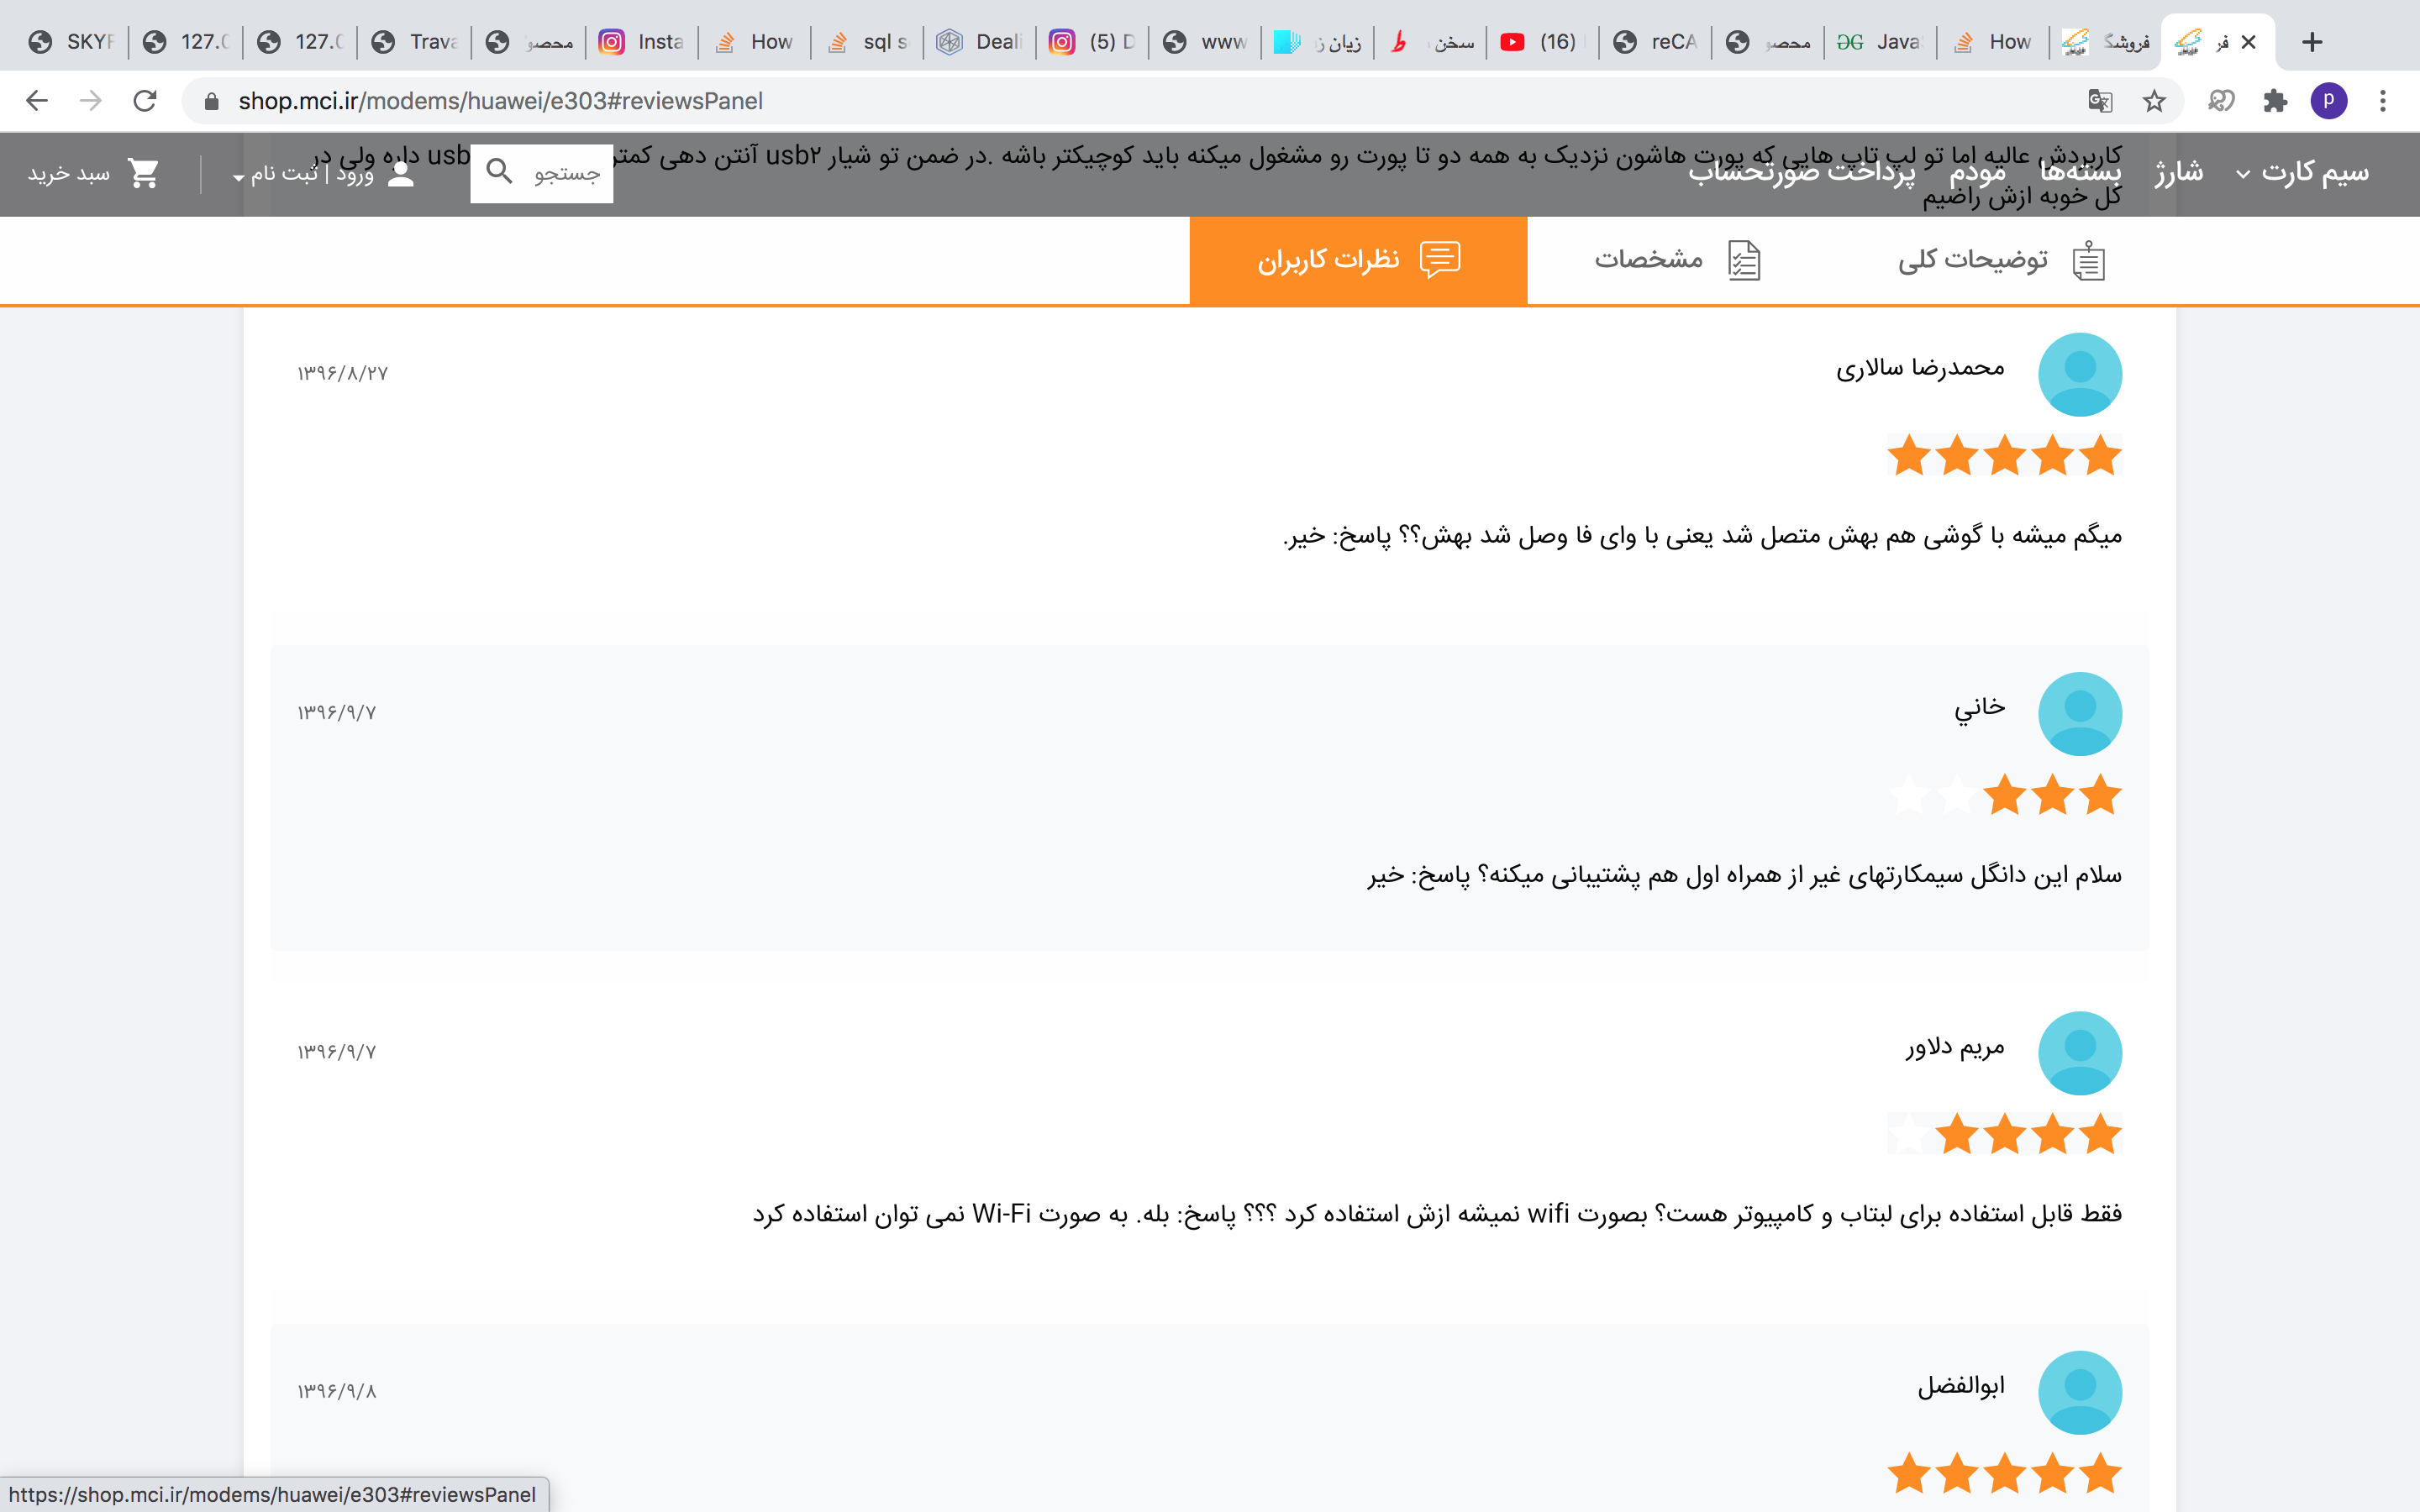 SKYF
127.0
127.0
Trava
محصو
Insta
How
sql s
Deali
(5) D
www
زیان ز
سخن
(16)
reCA
محصو
Java
How
فروشگ
فر
shop.mci.ir/modems/huawei/e303#reviewsPanel
کاربردش عالیه اما تو لپ تاپ هایی که پورت هاشون نزدیک به همه دو تا پورت رو مشغول میکنه باید کوچیکتر باشه .در ضمن تو شیار usb۲ آنتن دهی کمتر usb داره ولی در
کل خوبه ازش راضیم
سیم کارت شارژ بسته‌ها مودم پرداخت صورتحساب جستجو ورود | ثبت نام سبد خرید
توضیحات کلی مشخصات نظرات کاربران
محمدرضا سالاری
۱۳۹۶/۸/۲۷
میگم میشه با گوشی هم بهش متصل شد یعنی با وای فا وصل شد بهش؟؟ پاسخ: خیر.
خاني
۱۳۹۶/۹/۷
سلام این دانگل سیمکارتهای غیر از همراه اول هم پشتیبانی میکنه؟ پاسخ: خیر
مریم دلاور
۱۳۹۶/۹/۷
فقط قابل استفاده برای لبتاب و کامپیوتر هست؟ بصورت wifi نمیشه ازش استفاده کرد ؟؟؟ پاسخ: بله. به صورت Wi-Fi نمی توان استفاده کرد
ابوالفضل
۱۳۹۶/۹/۸
https://shop.mci.ir/modems/huawei/e303#reviewsPanel